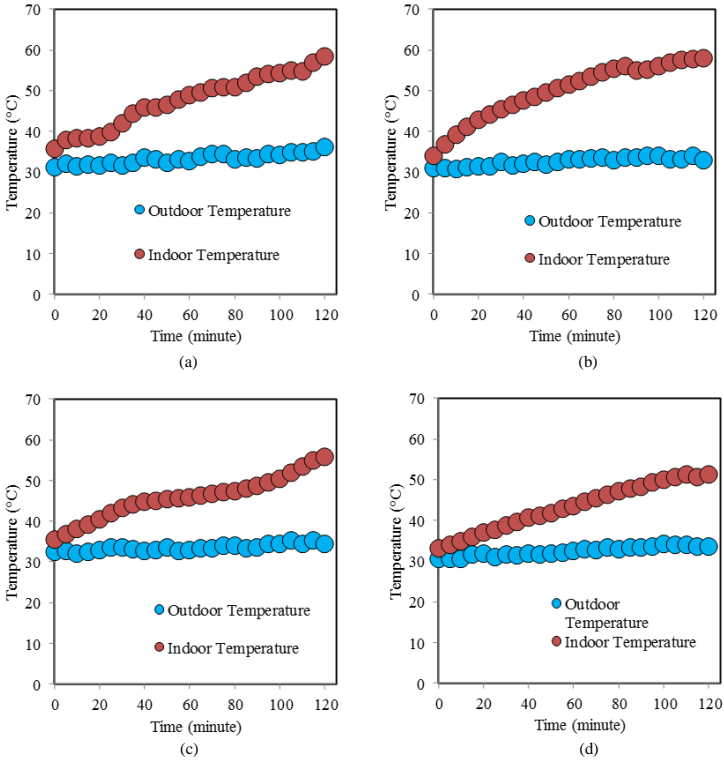 70
60
50
40
30
20
10
0
Temperature (°C)
Outdoor Temperature
Indoor Temperature
0 20 40 60 80 100 120
Time (minute)
(a)
70
60
50
40
30
20
10
0
Temperature (°C)
Outdoor Temperature
Indoor Temperature
0 20 40 60 80 100 120
Time (minute)
(b)
70
60
50
40
30
20
10
0
Temperature (°C)
Outdoor Temperature
Indoor Temperature
0 20 40 60 80 100 120
Time (minute)
(c)
70
60
50
40
30
20
10
0
Temperature (°C)
Outdoor
Temperature
Indoor Temperature
0 20 40 60 80 100 120
Time (minute)
(d)